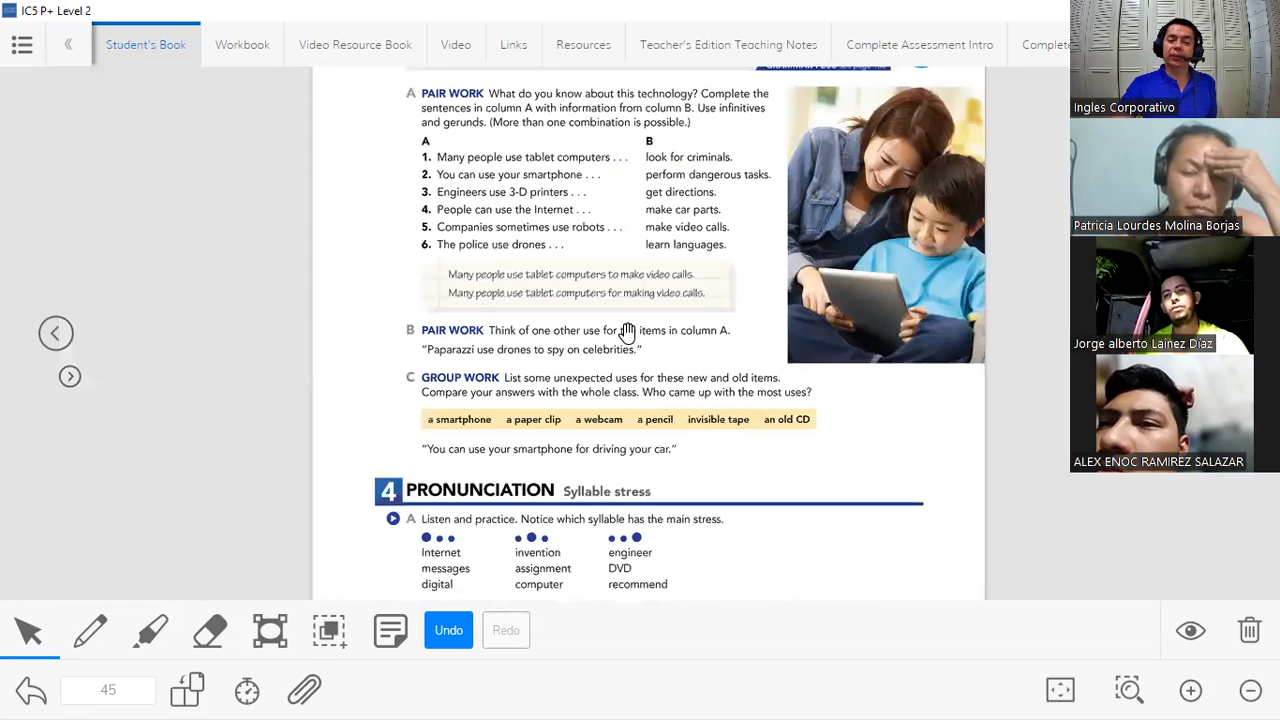 IC5 P+ Level 2
Student's Book
Workbook
Video Resource Book
Video
Links
Resources
Teacher's Edition Teaching Notes
Complete Assessment Intro
Complete
A PAIR WORK What do you know about this technology? Complete the
sentences in column A with information from column B. Use infinitives
and gerunds. (More than one combination is possible.)
A B
1. Many people use tablet computers . . . look for criminals.
2. You can use your smartphone . . . perform dangerous tasks.
3. Engineers use 3-D printers . . . get directions.
4. People can use the Internet . . . make car parts.
5. Companies sometimes use robots . . . make video calls.
6. The police use drones . . . learn languages.
Many people use tablet computers to make video calls.
Many people use tablet computers for making video calls.
B PAIR WORK Think of one other use for items in column A.
"Paparazzi use drones to spy on celebrities."
C GROUP WORK List some unexpected uses for these new and old items.
Compare your answers with the whole class. Who came up with the most uses?
a smartphone a paper clip a webcam a pencil invisible tape an old CD
"You can use your smartphone for driving your car."
4 PRONUNCIATION Syllable stress
A Listen and practice. Notice which syllable has the main stress.
Internet invention engineer
messages assignment DVD
digital computer recommend
Undo
Redo
45
Ingles Corporativo
Patricia Lourdes Molina Borjas
Jorge alberto Lainez Diaz
ALEX ENOC RAMIREZ SALAZAR